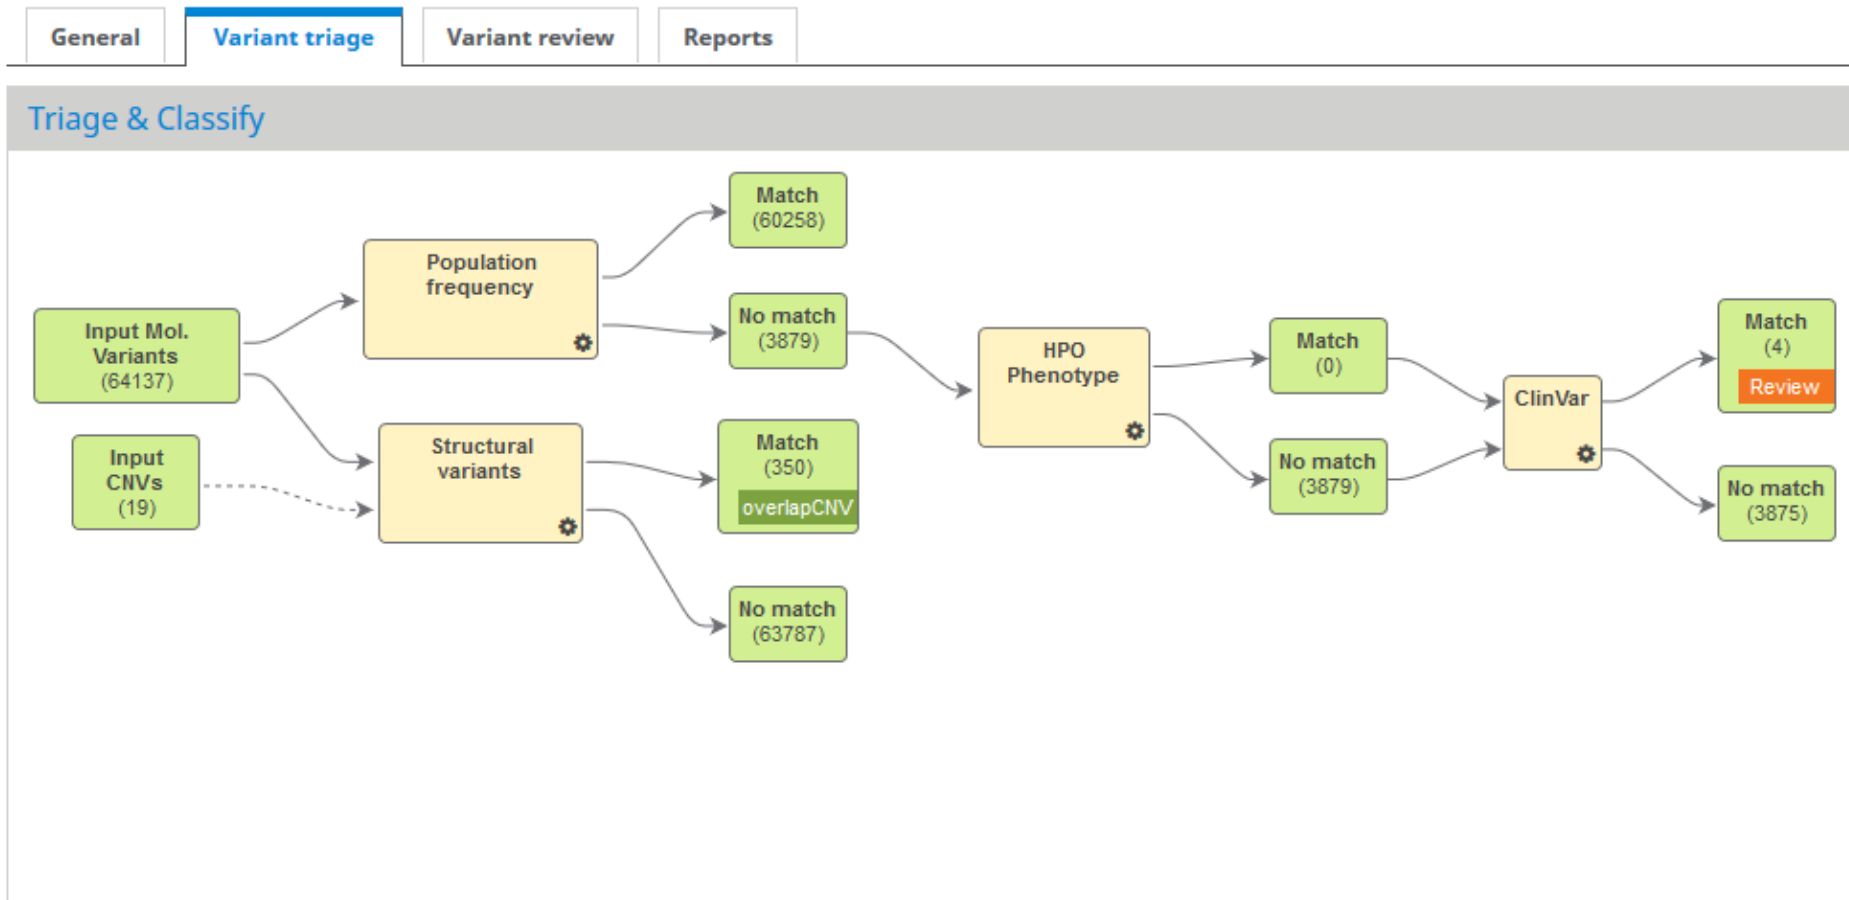 General
Variant triage
Variant review
Reports
Triage & Classify
Input Mol.
Variants
(64137)
Input
CNVs
(19)
Population
frequency
Structural
variants
Match
(60258)
No match
(3879)
Match
(350)
overlapCNV
No match
(63787)
HPO
Phenotype
Match
(0)
No match
(3879)
ClinVar
Match
(4)
Review
No match
(3875)